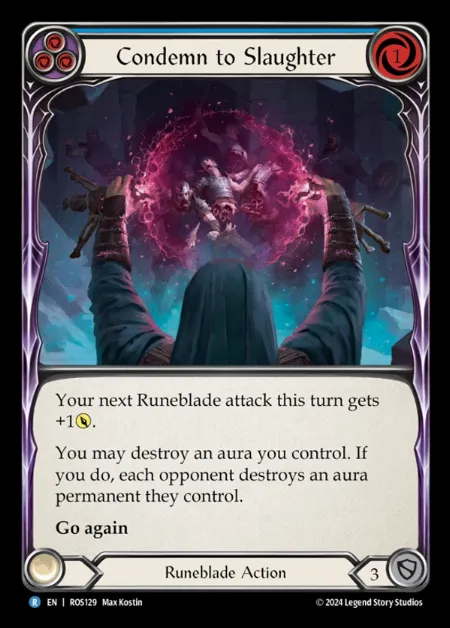 Condemn to Slaughter
1
Your next Runeblade attack this turn gets
+1.
You may destroy an aura you control. If
you do, each opponent destroys an aura
permanent they control.
Go again
Runeblade Action
3
R EN | ROS129 Max Kostin
© 2024 Legend Story Studios